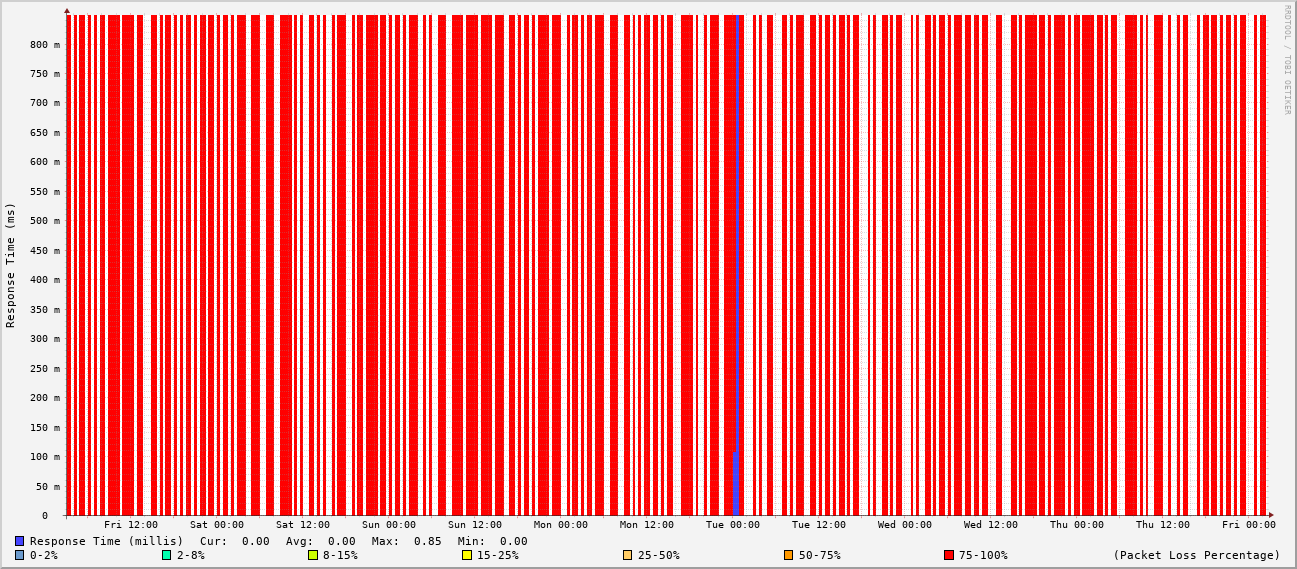 RRDTOOL / TOBI OETIKER
Response Time (ms)
800 m
750 m
700 m
650 m
600 m
550 m
500 m
450 m
400 m
350 m
300 m
250 m
200 m
150 m
100 m
50 m
0
Fri 12:00 Sat 00:00 Sat 12:00 Sun 00:00 Sun 12:00 Mon 00:00 Mon 12:00 Tue 00:00 Tue 12:00 Wed 00:00 Wed 12:00 Thu 00:00 Thu 12:00 Fri 00:00
Response Time (millis) Cur: 0.00 Avg: 0.00 Max: 0.85 Min: 0.00
0-2% 2-8% 8-15% 15-25% 25-50% 50-75% 75-100% (Packet Loss Percentage)